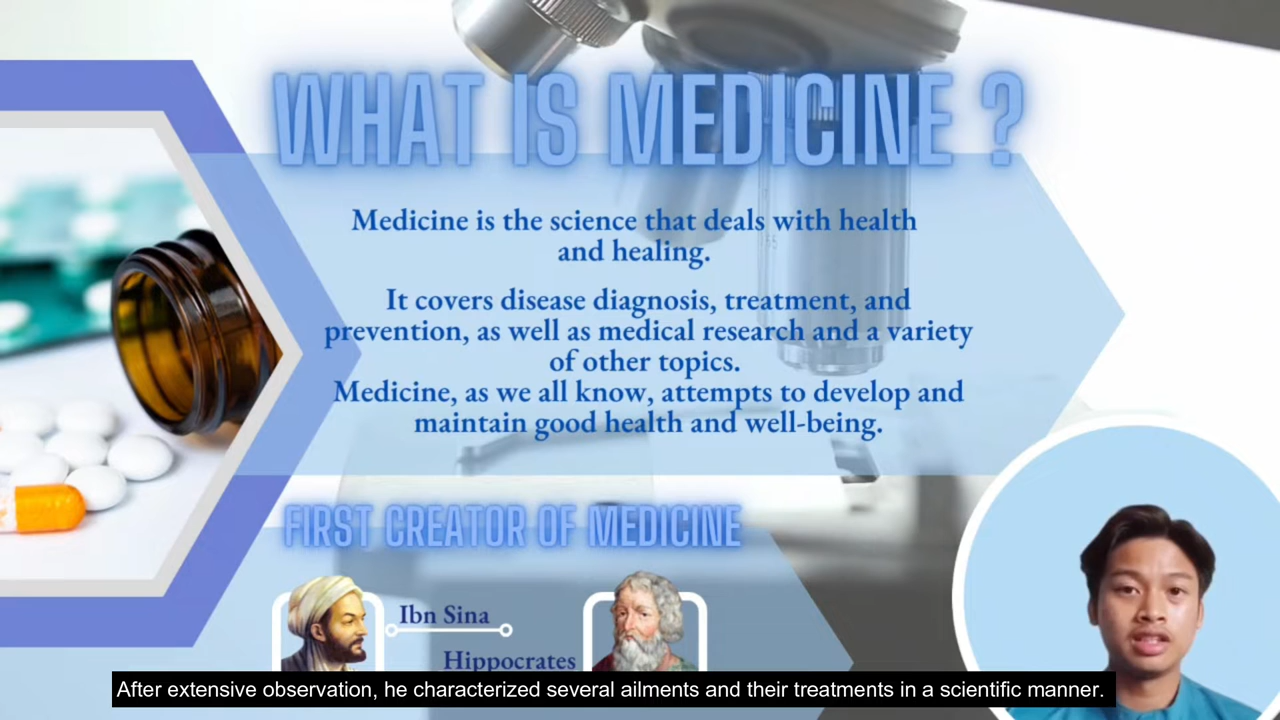 WHAT IS MEDICINE ?
Medicine is the science that deals with health
and healing.
It covers disease diagnosis, treatment, and
prevention, as well as medical research and a variety
of other topics.
Medicine, as we all know, attempts to develop and
maintain good health and well-being.
FIRST CREATOR OF MEDICINE
Ibn Sina
Hippocrates
After extensive observation, he characterized several ailments and their treatments in a scientific manner.